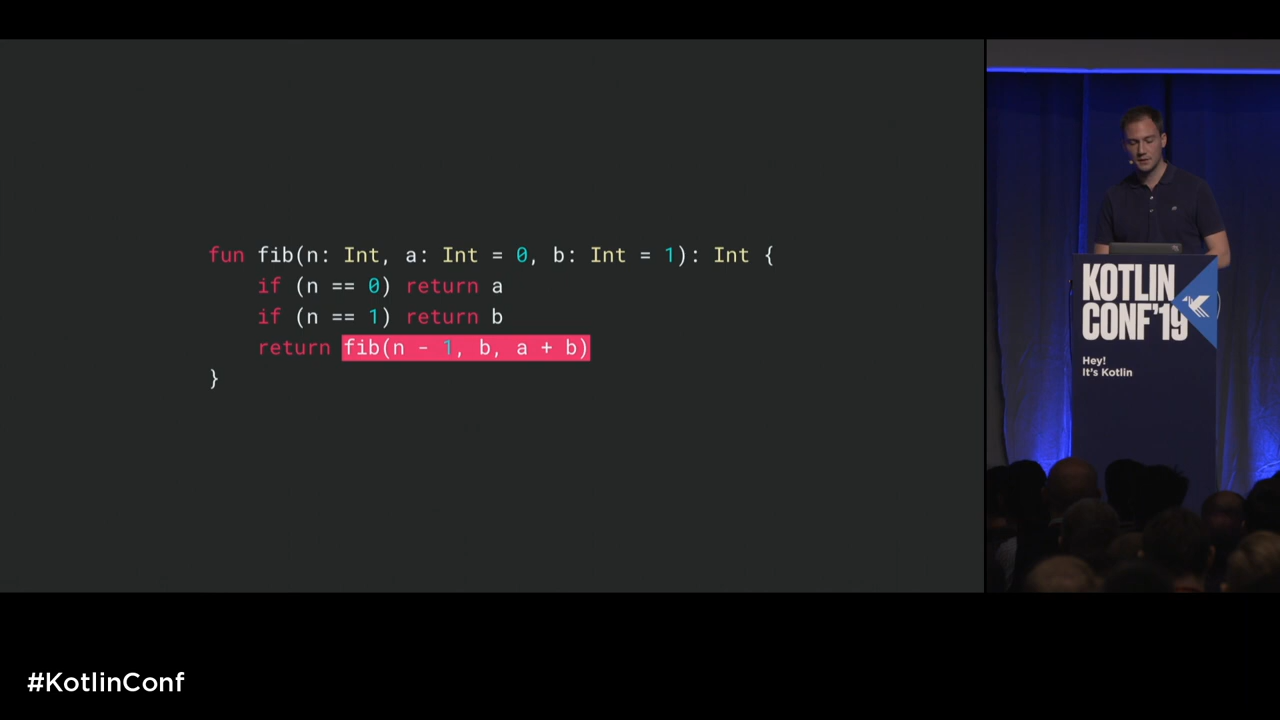 fun fib(n: Int, a: Int = 0, b: Int = 1): Int {
    if (n == 0) return a
    if (n == 1) return b
    return fib(n - 1, b, a + b)
}
KOTLIN
CONF'19
Hey!
It's Kotlin
#KotlinConf